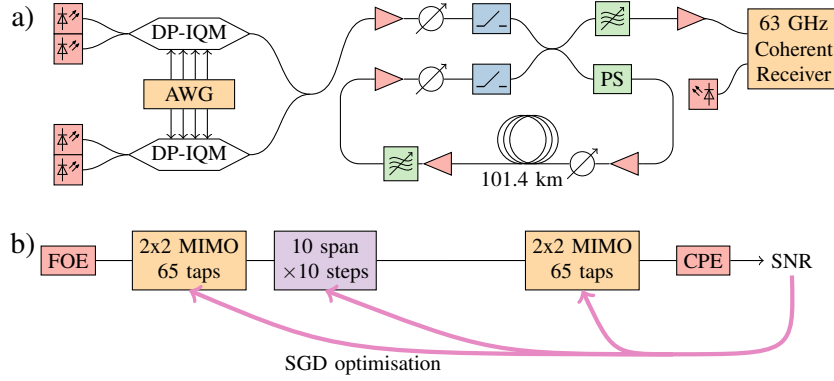 a)
DP-IQM
AWG
DP-IQM
PS
63 GHz
Coherent
Receiver
101.4 km
b)
FOE
2x2 MIMO
65 taps
10 span
×10 steps
2x2 MIMO
65 taps
CPE
SNR
SGD optimisation